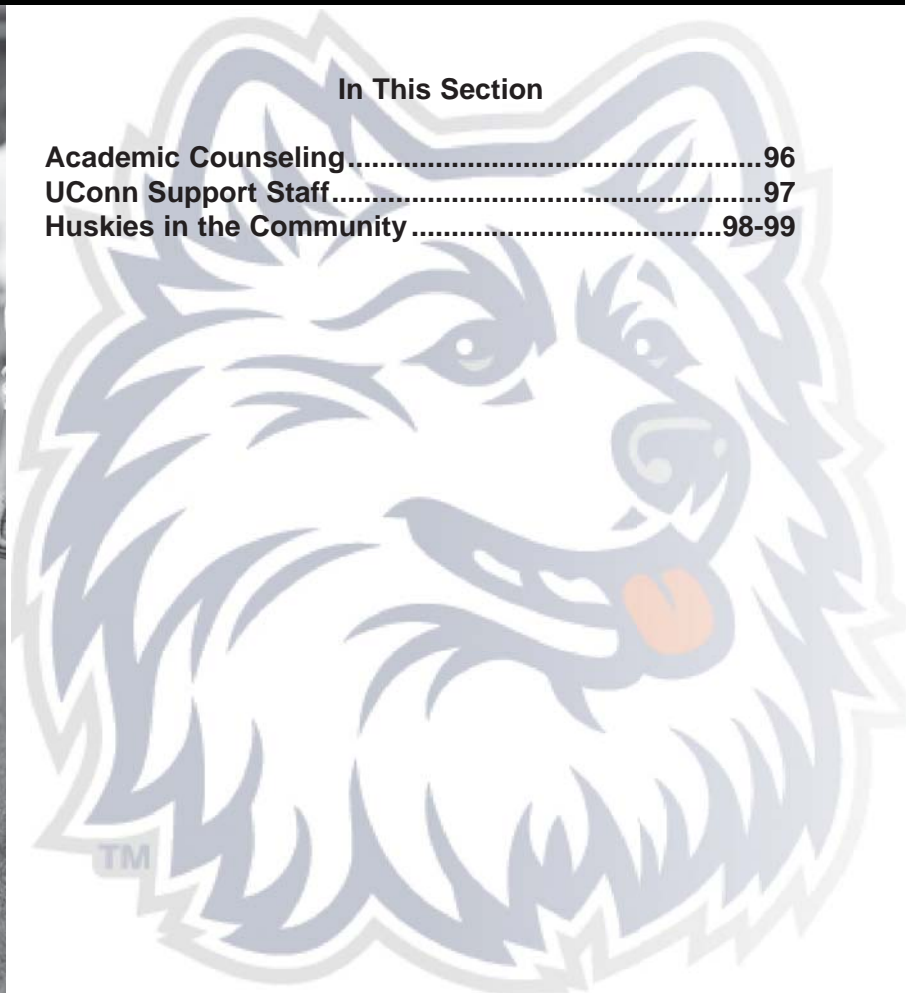 In This Section
Academic Counseling....................................................96
UConn Support Staff......................................................97
Huskies in the Community.......................................98-99
TM